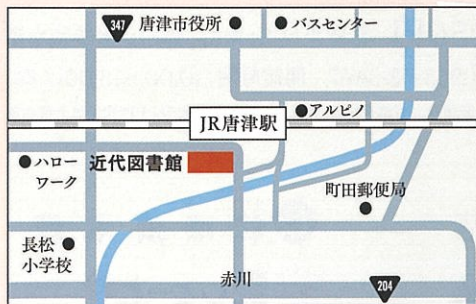 347
唐津市役所
バスセンター
アルピノ
JR唐津駅
ハロー
ワーク
近代図書館
町田郵便局
長松
小学校
赤川
204